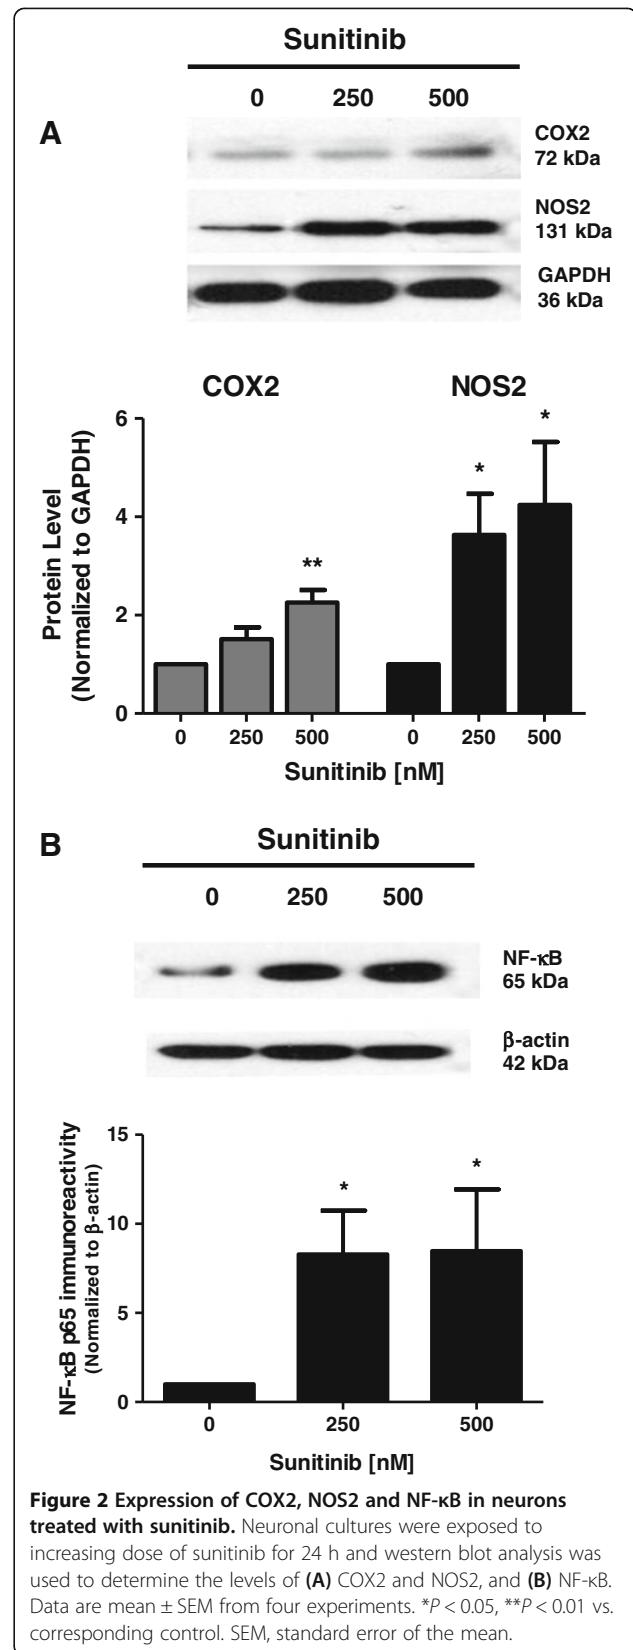 Sunitinib
0 250 500
A
COX2
72 kDa
NOS2
131 kDa
GAPDH
36 kDa
COX2 NOS2
Protein Level
(Normalized to GAPDH)
6
4
2
0
**
*
*
0 250 500 0 250 500
Sunitinib [nM]
B
Sunitinib
0 250 500
NF-κB
65 kDa
β-actin
42 kDa
NF-κB p65 immunoreactivity
(Normalized to β-actin)
15
10
5
0
*
*
0 250 500
Sunitinib [nM]
Figure 2 Expression of COX2, NOS2 and NF-κB in neurons
treated with sunitinib. Neuronal cultures were exposed to
increasing dose of sunitinib for 24 h and western blot analysis was
used to determine the levels of (A) COX2 and NOS2, and (B) NF-κB.
Data are mean ± SEM from four experiments. *P < 0.05, **P < 0.01 vs.
corresponding control. SEM, standard error of the mean.